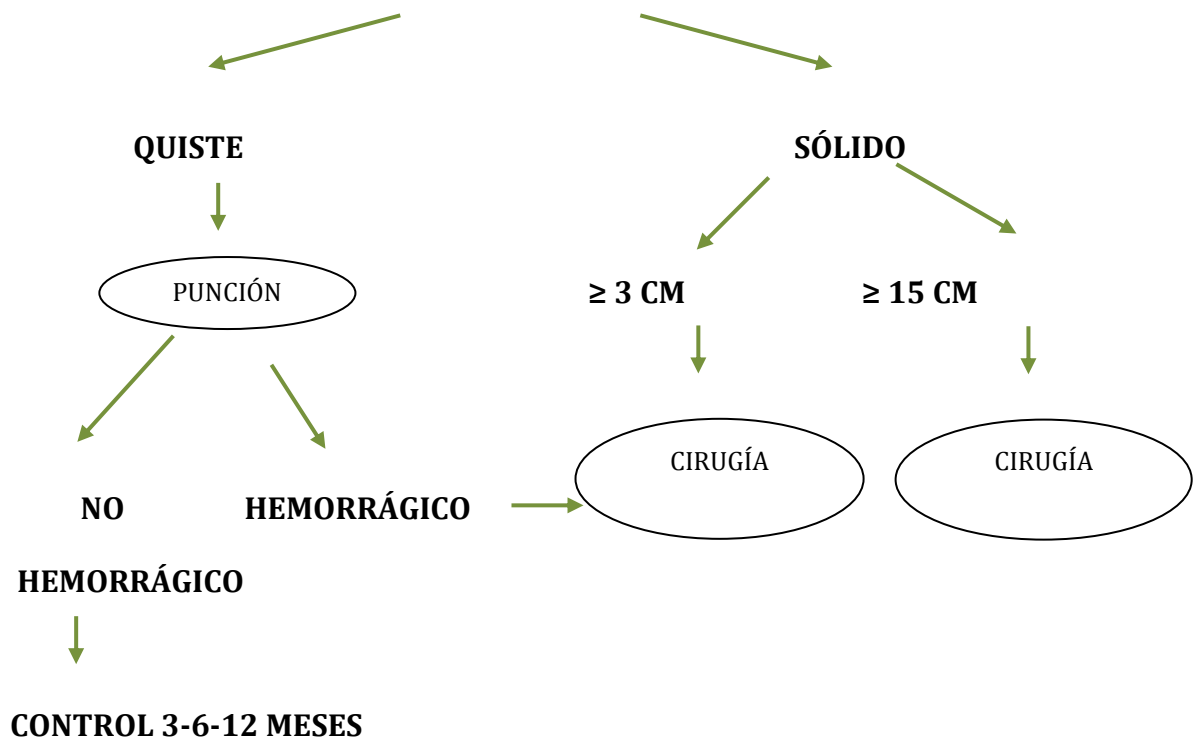 QUISTE
SÓLIDO
PUNCIÓN
≥ 3 CM
≥ 15 CM
CIRUGÍA
CIRUGÍA
NO
HEMORRÁGICO
HEMORRÁGICO
CONTROL 3-6-12 MESES